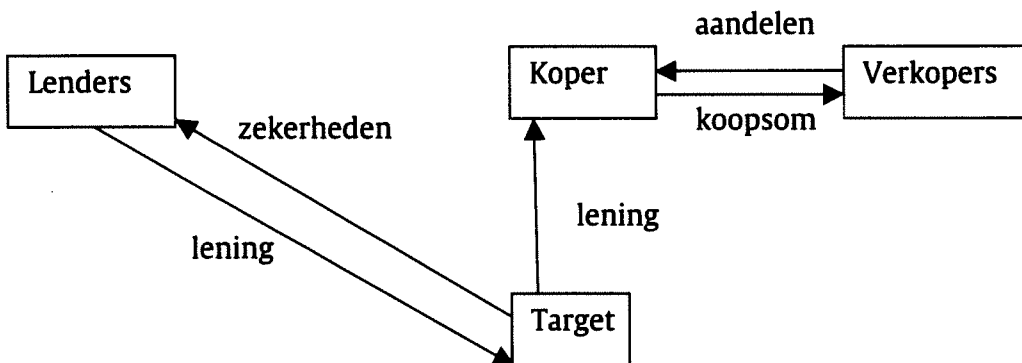 aandelen
Lenders
Koper
Verkopers
zekerheden
koopsom
lening
lening
Target